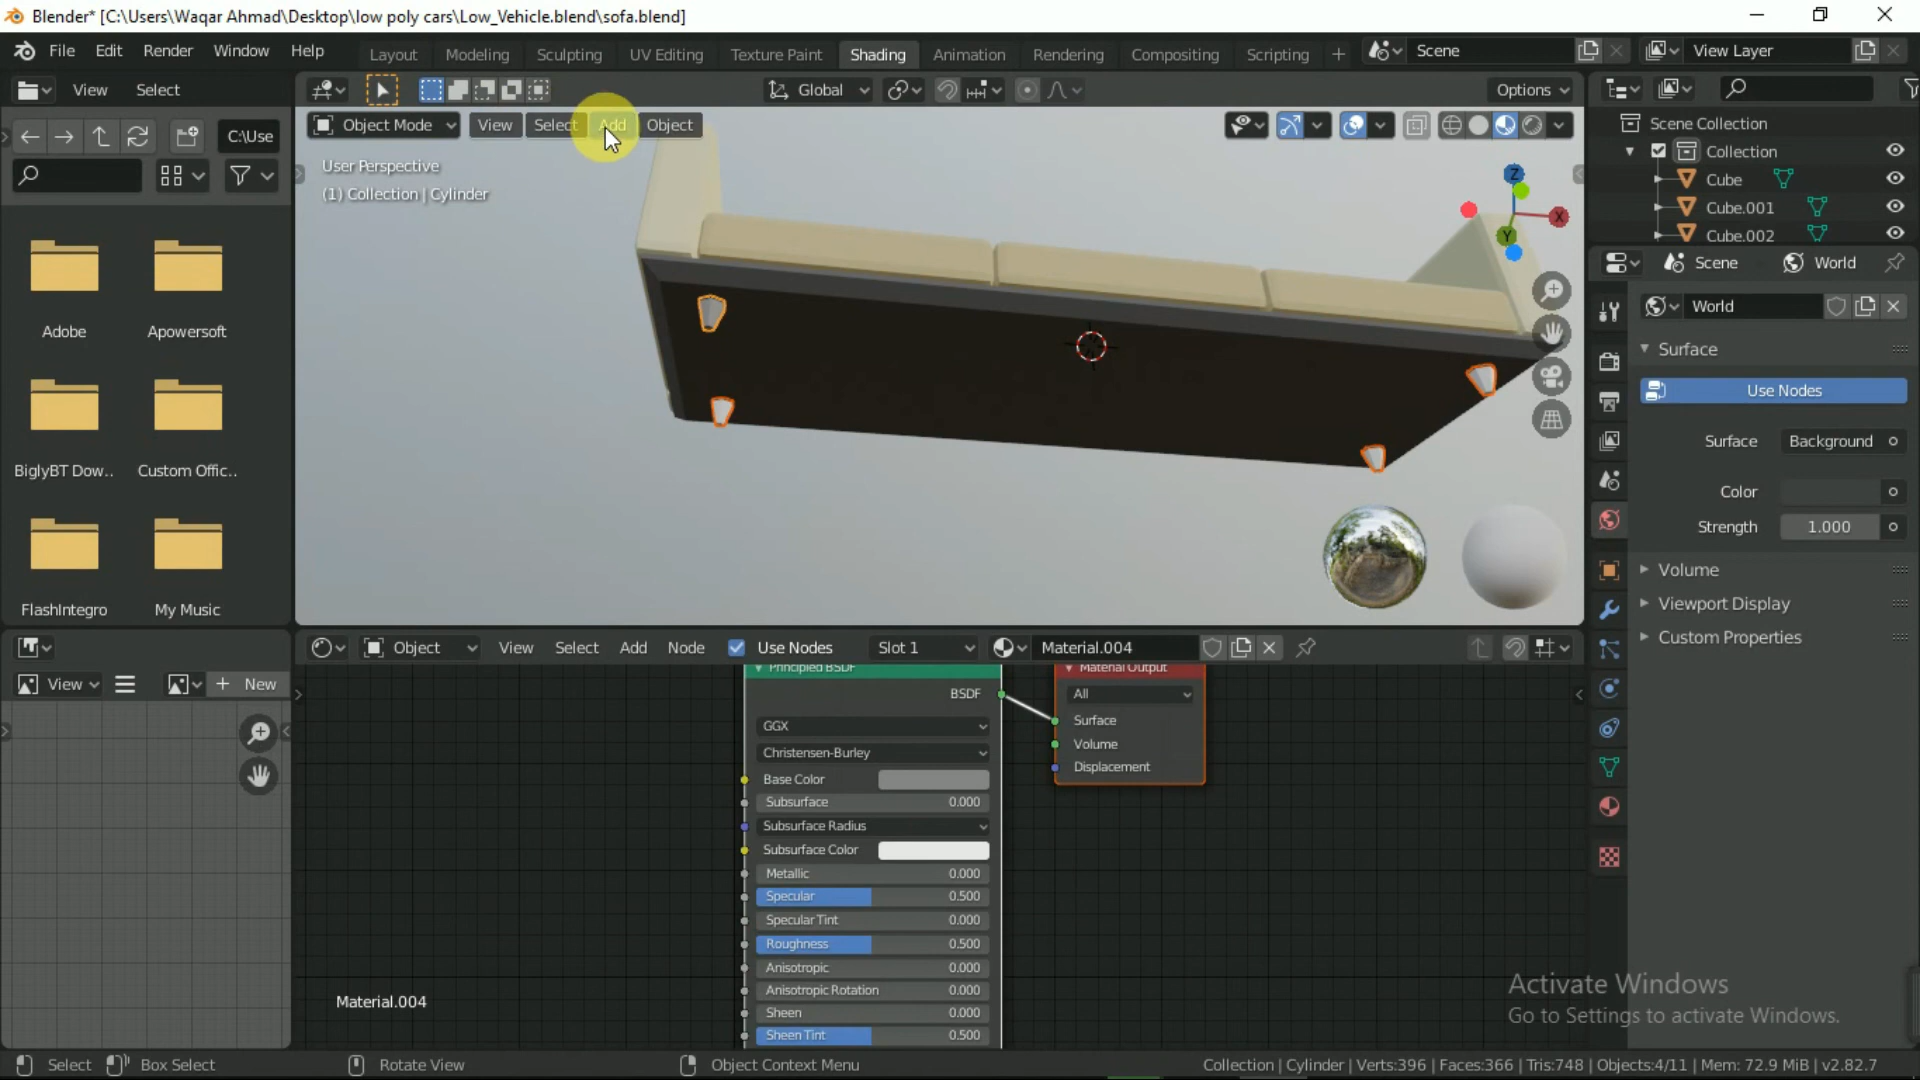 Blender* [C:\Users\Waqar Ahmad\Desktop\low poly cars\Low_Vehicle.blend\sofa.blend]
File Edit Render Window Help Layout Modeling Sculpting UV Editing Texture Paint Shading Animation Rendering Compositing Scripting + Scene View Layer
View Select Global Options
C:\Use Object Mode View Select Add Object
Scene Collection
Collection
Cube
Cube.001
Cube.002
User Perspective
(1) Collection | Cylinder
Z
X
Y
Adobe Apowersoft
BiglyBT Dow.. Custom Offic..
FlashIntegro My Music
Scene World
World
Surface
Use Nodes
Surface Background
Color
Strength 1.000
Volume
Viewport Display
Custom Properties
Object View Select Add Node Use Nodes Slot 1 Material.004
View + New
Principled BSDF
BSDF
GGX
Christensen-Burley
Base Color
Subsurface 0.000
Subsurface Radius
Subsurface Color
Metallic 0.000
Specular 0.500
Specular Tint 0.000
Roughness 0.500
Anisotropic 0.000
Anisotropic Rotation 0.000
Sheen 0.000
Sheen Tint 0.500
Material Output
All
Surface
Volume
Displacement
Material.004
Activate Windows
Go to Settings to activate Windows.
Select Box Select Rotate View Object Context Menu Collection | Cylinder | Verts:396 | Faces:366 | Tris:748 | Objects:4/11 | Mem: 72.9 MiB | v2.82.7